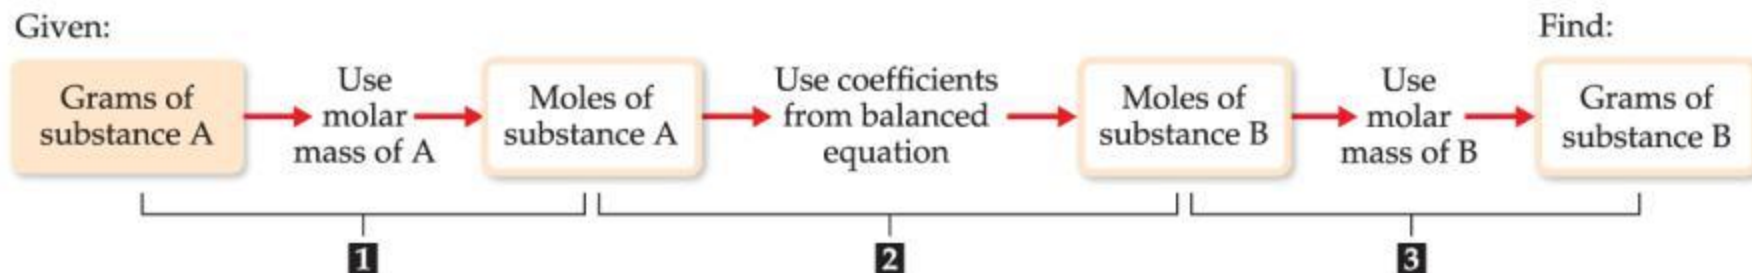 Given:
Find:
Grams of
substance A
Use
molar
mass of A
Moles of
substance A
Use coefficients
from balanced
equation
Moles of
substance B
Use
molar
mass of B
Grams of
substance B
1
2
3